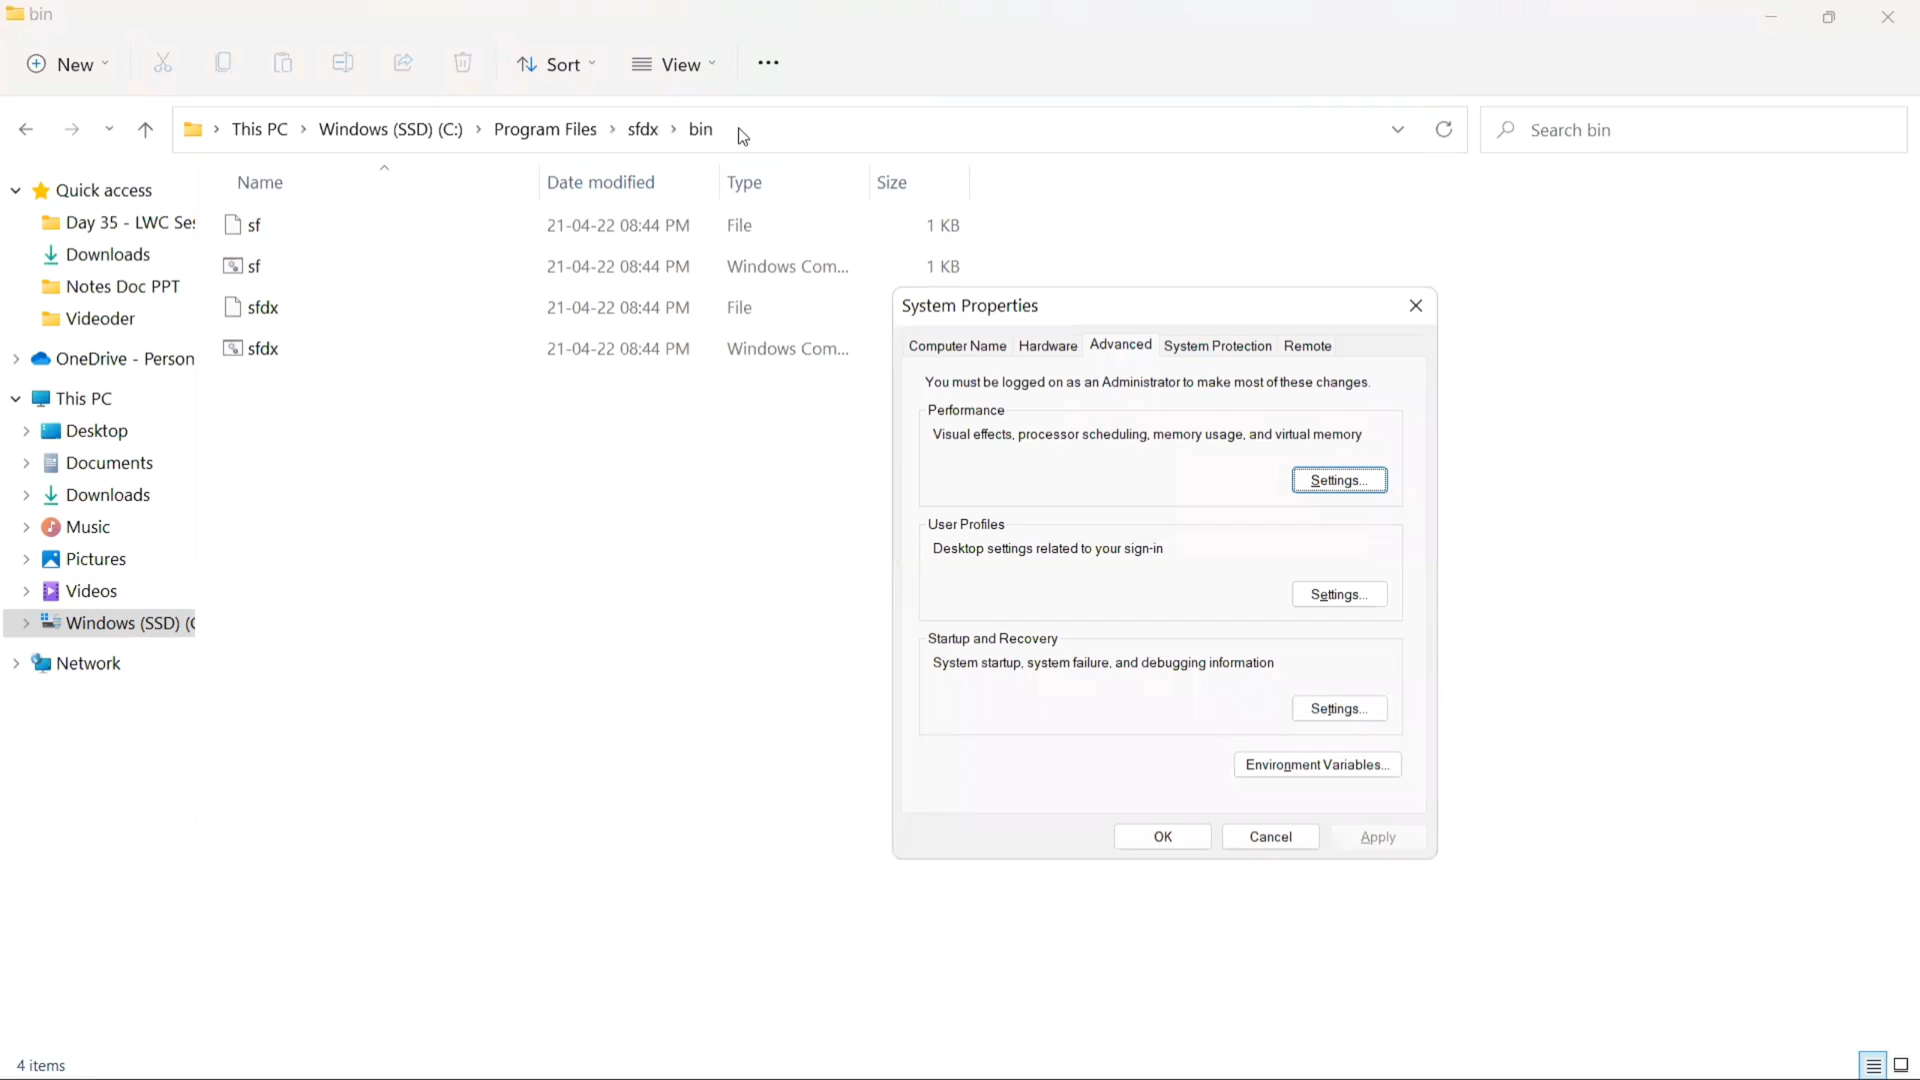 bin
New
Sort
View
This PC
Windows (SSD) (C:)
Program Files
sfdx
bin
Search bin
Name
Date modified
Type
Size
sf
21-04-22 08:44 PM
File
1 KB
sf
21-04-22 08:44 PM
Windows Com...
1 KB
sfdx
21-04-22 08:44 PM
File
sfdx
21-04-22 08:44 PM
Windows Com...
Quick access
Day 35 - LWC Ses
Downloads
Notes Doc PPT
Videoder
OneDrive - Person
This PC
Desktop
Documents
Downloads
Music
Pictures
Videos
Windows (SSD) (C
Network
System Properties
Computer Name
Hardware
Advanced
System Protection
Remote
You must be logged on as an Administrator to make most of these changes.
Performance
Visual effects, processor scheduling, memory usage, and virtual memory
Settings...
User Profiles
Desktop settings related to your sign-in
Settings...
Startup and Recovery
System startup, system failure, and debugging information
Settings...
Environment Variables...
OK
Cancel
Apply
4 items